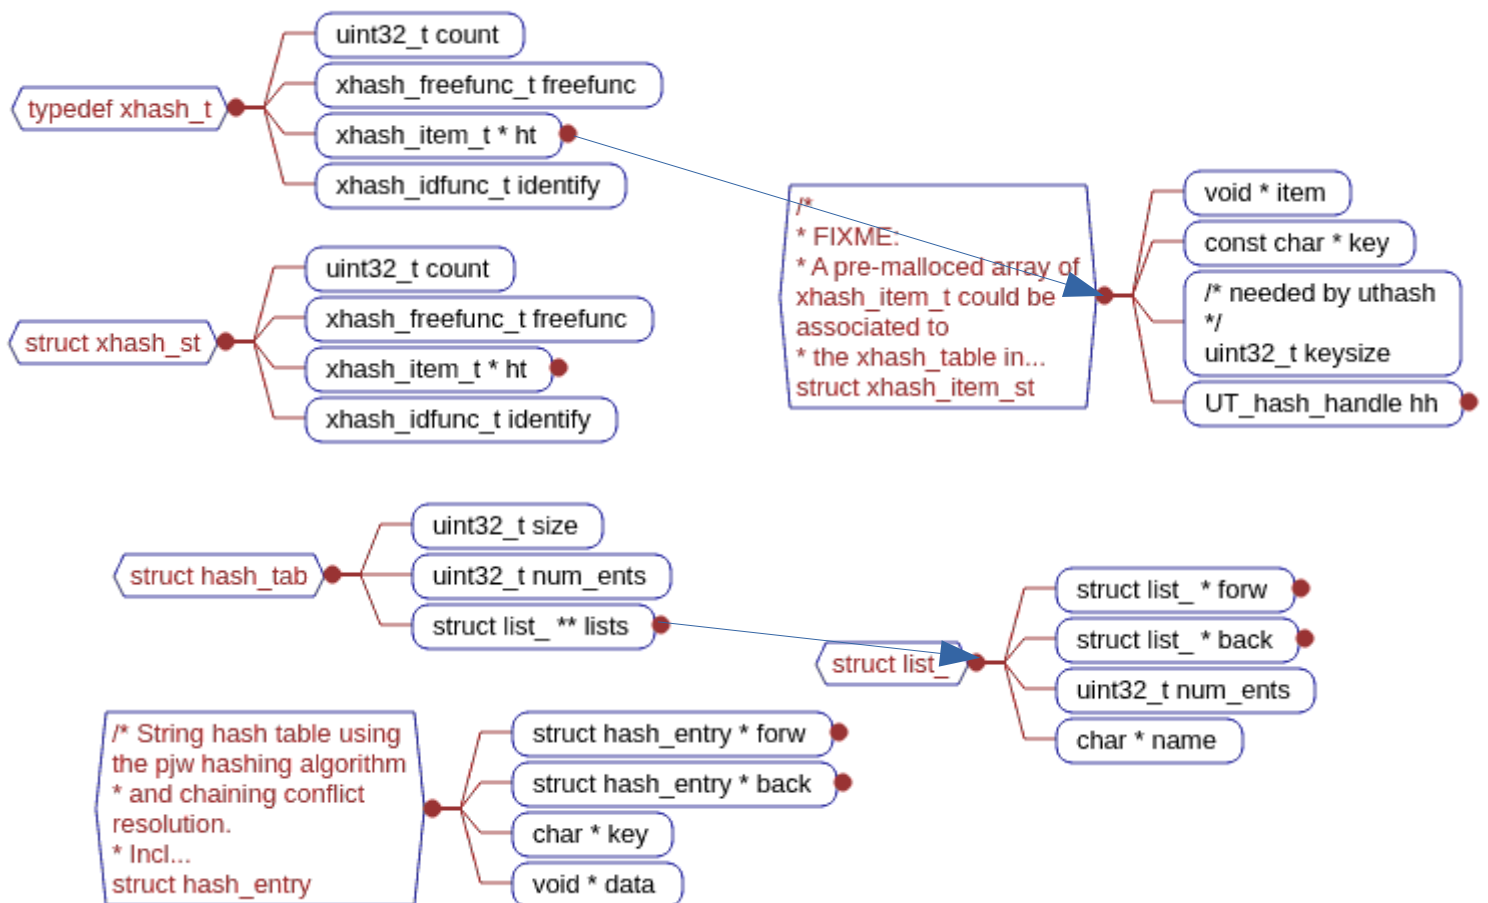 typedef xhash_t
uint32_t count
xhash_freefunc_t freefunc
xhash_item_t * ht
xhash_idfunc_t identify
struct xhash_st
uint32_t count
xhash_freefunc_t freefunc
xhash_item_t * ht
xhash_idfunc_t identify
/*
* FIXME:
* A pre-malloced array of
xhash_item_t could be
associated to
* the xhash_table in...
struct xhash_item_st
void * item
const char * key
/* needed by uthash
*/
uint32_t keysize
UT_hash_handle hh
struct hash_tab
uint32_t size
uint32_t num_ents
struct list_ ** lists
struct list_
struct list_ * forw
struct list_ * back
uint32_t num_ents
char * name
/* String hash table using
the pjw hashing algorithm
* and chaining conflict
resolution.
* Incl...
struct hash_entry
struct hash_entry * forw
struct hash_entry * back
char * key
void * data